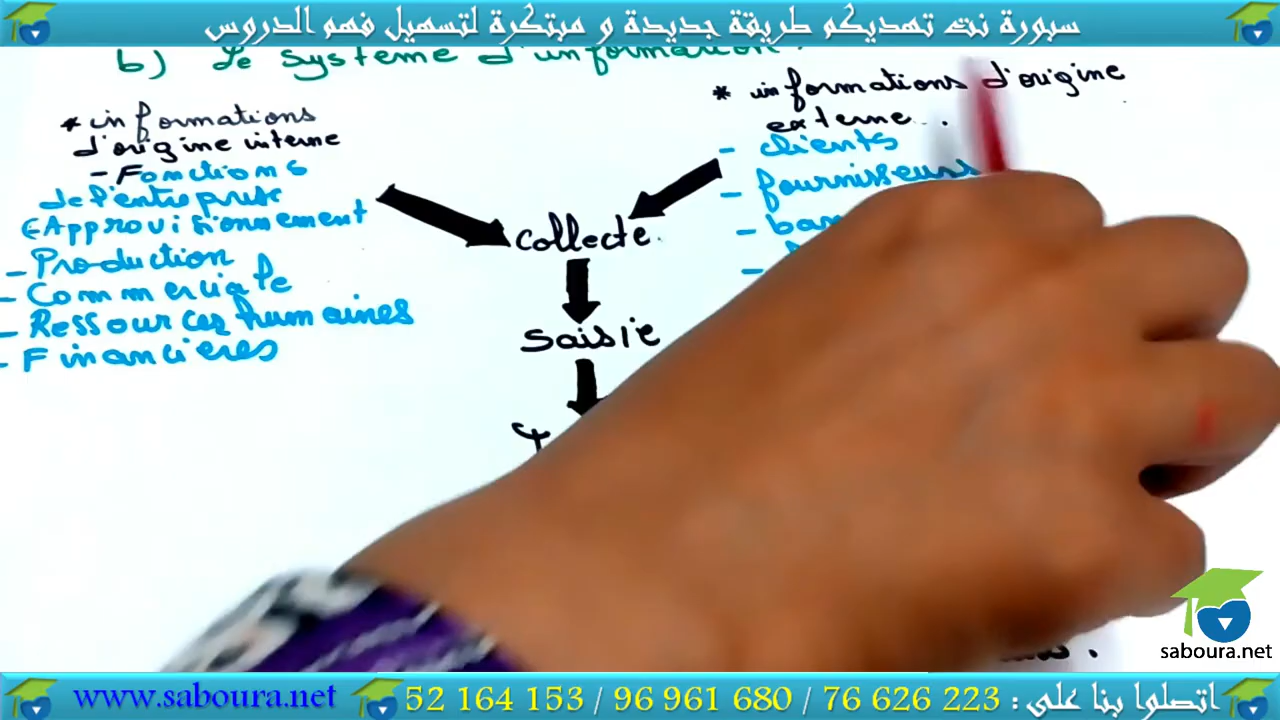 سبورة نت تهديكم طريقة جديدة و مبتكرة لتسهيل فهم الدروس
b) Le système d'information.
* informations
d'origine interne
- Fonctions
de l'entreprise
(Approvisionnement
- Production
- Commerciale
- Ressources humaines
- Financières
* informations d'origine
externe..
- clients
- fournisseurs
Collecte.
Saisie
saboura.net
www.saboura.net
52 164 153 / 96 961 680 / 76 626 223 : اتصلوا بنا على